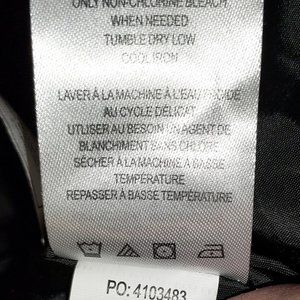 ONLY NON-CHLORINE BLEACH
WHEN NEEDED
TUMBLE DRY LOW
COOL IRON
LAVER À LA MACHINE À L'EAU FROIDE
AU CYCLE DÉLICAT
UTLISER AU BESOIN UN AGENT DE
BLANCHIMENT SANS CHLORE
SÉCHER À LA MACHINE À BASSE
TEMPÉRATURE
REPASSER À BASSE TEMPÉRATURE
PO: 4103483